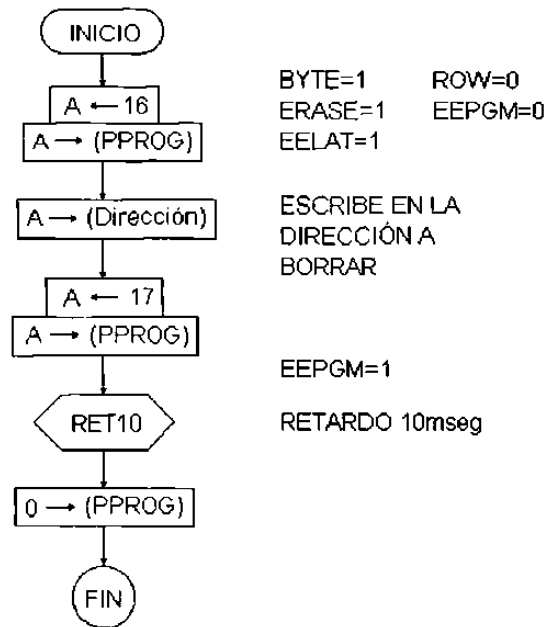 INICIO
A ← 16
A → (PPROG)
BYTE=1 ROW=0
ERASE=1 EEPGM=0
EELAT=1
A → (Dirección)
ESCRIBE EN LA
DIRECCIÓN A
BORRAR
A ← 17
A → (PPROG)
EEPGM=1
RET10
RETARDO 10mseg
0 → (PPROG)
FIN